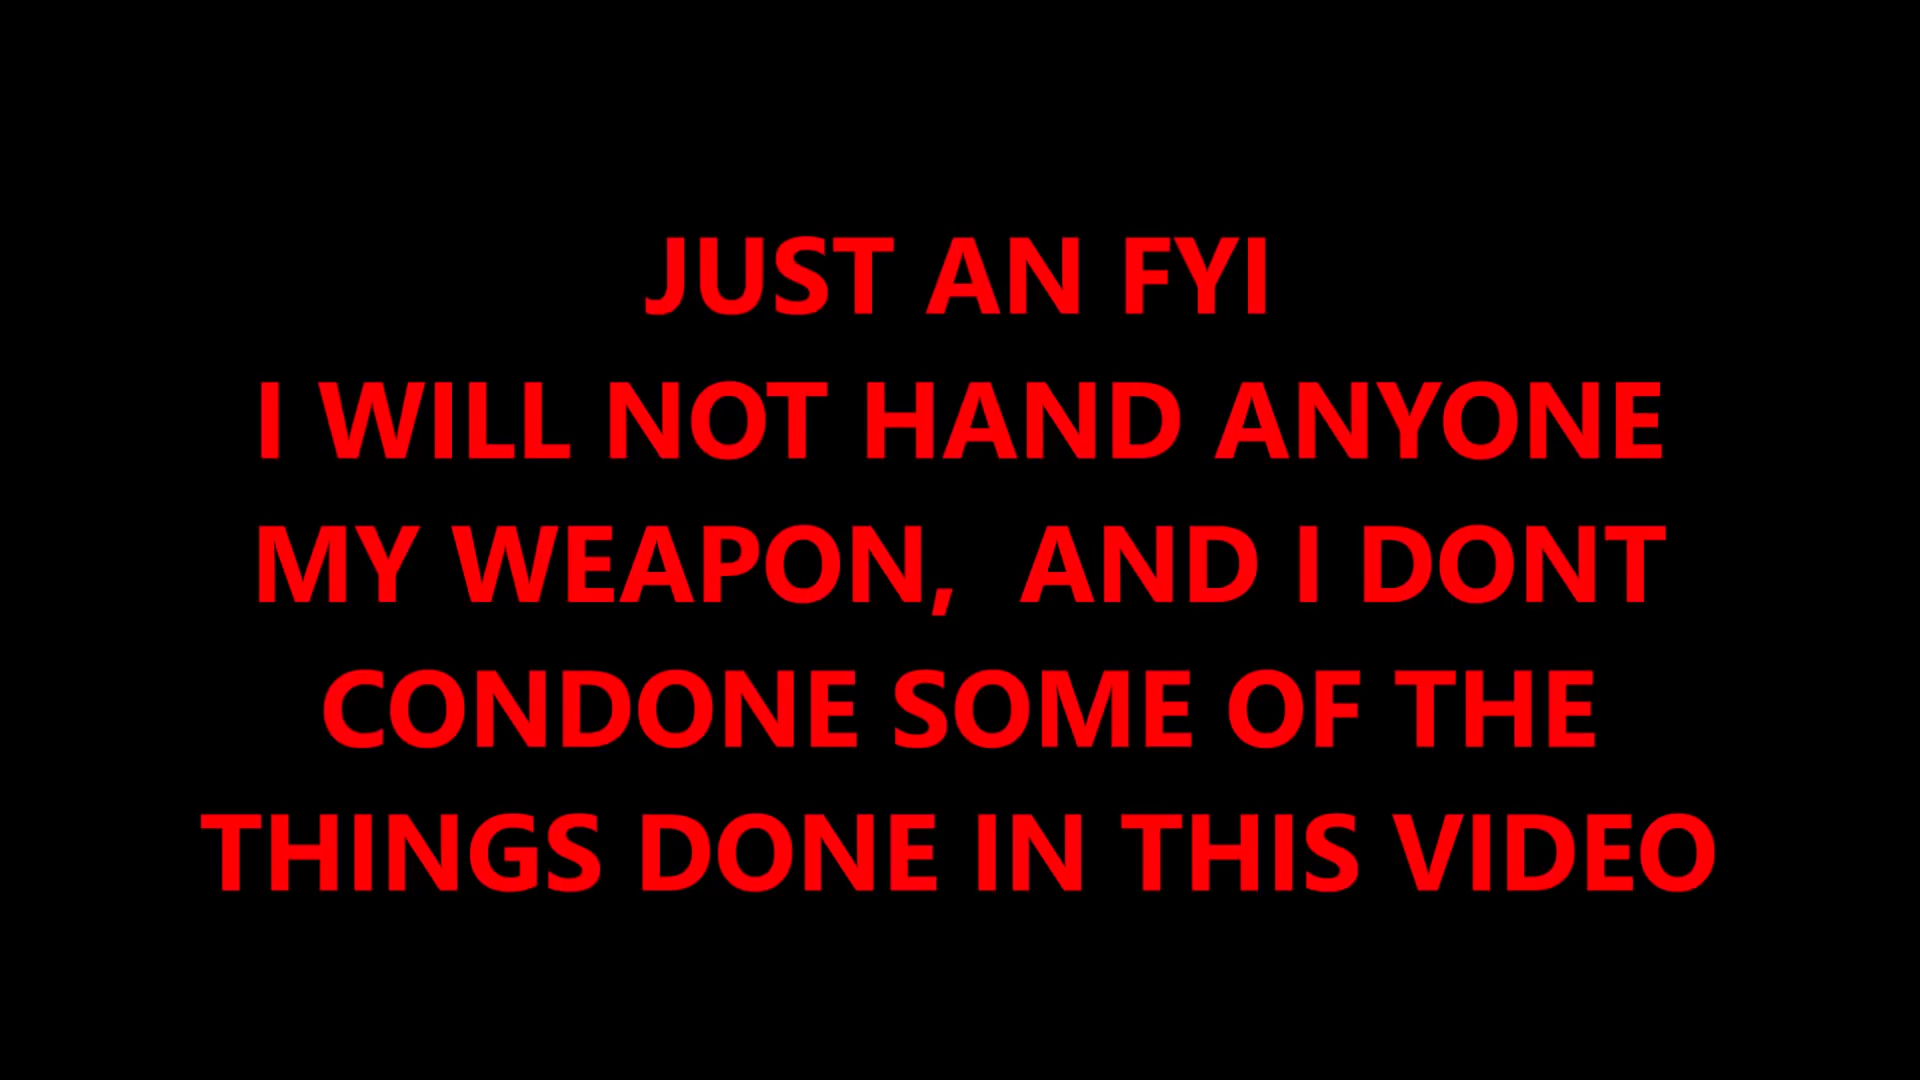 JUST AN FYI
I WILL NOT HAND ANYONE
MY WEAPON,  AND I DONT
CONDONE SOME OF THE
THINGS DONE IN THIS VIDEO